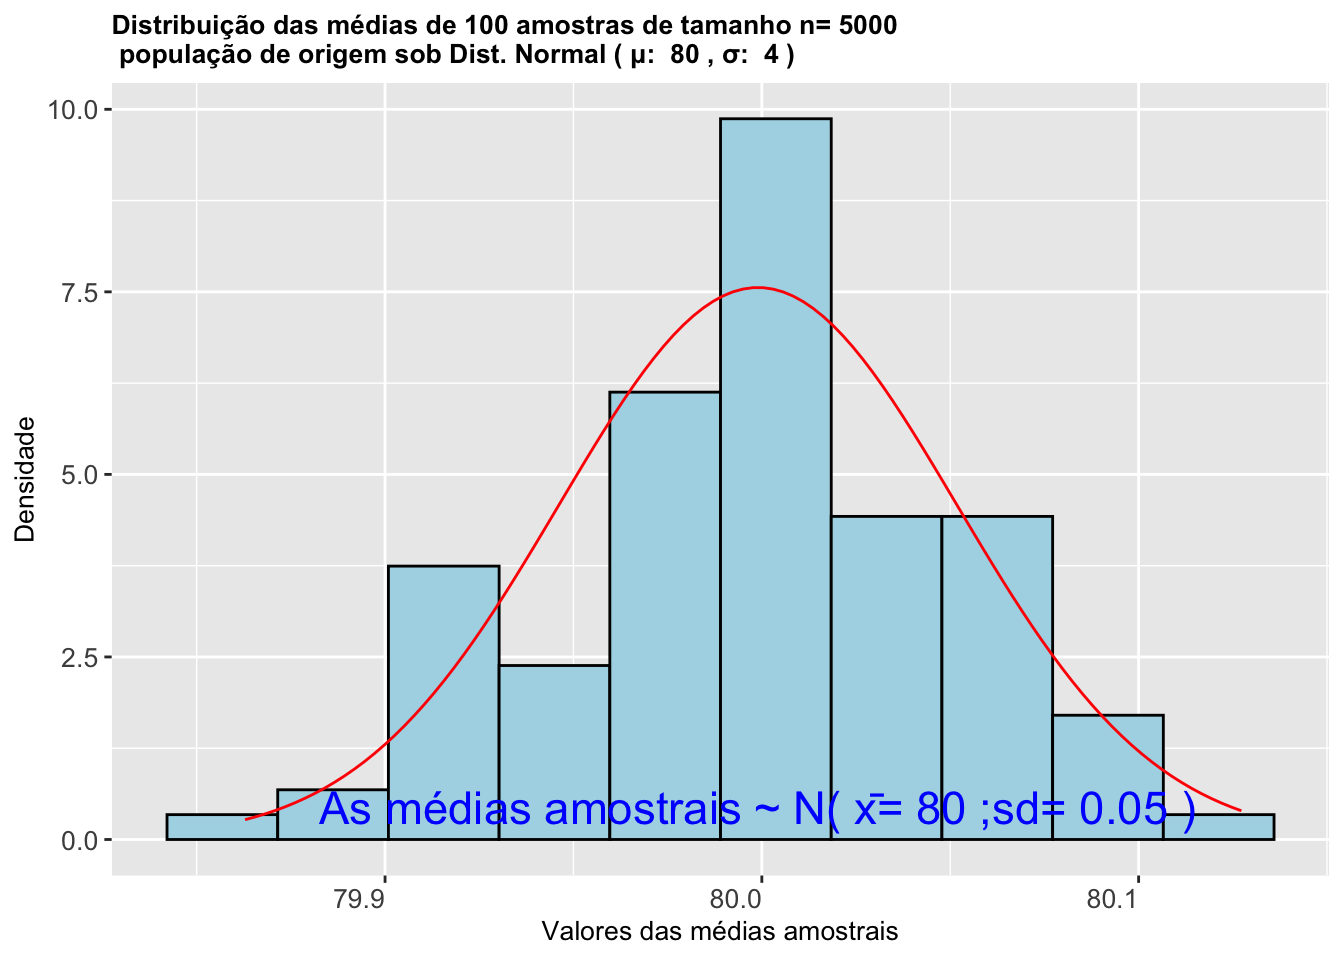 Distribuição das médias de 100 amostras de tamanho n= 5000
população de origem sob Dist. Normal ( μ:  80 , σ:  4 )
10.0
7.5
5.0
2.5
0.0
Densidade
As médias amostrais ~ N( x̄= 80 ;sd= 0.05 )
79.9
80.0
80.1
Valores das médias amostrais